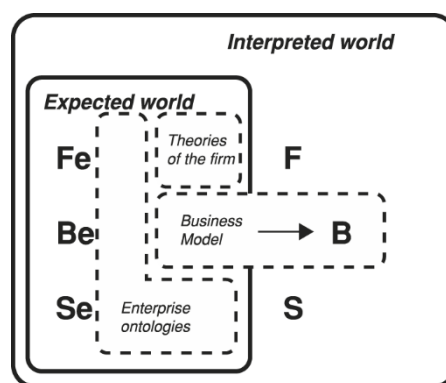 Interpreted world
Expected world
Fe
Theories
of the firm
F
Be
Business
Model
B
Se
Enterprise
ontologies
S